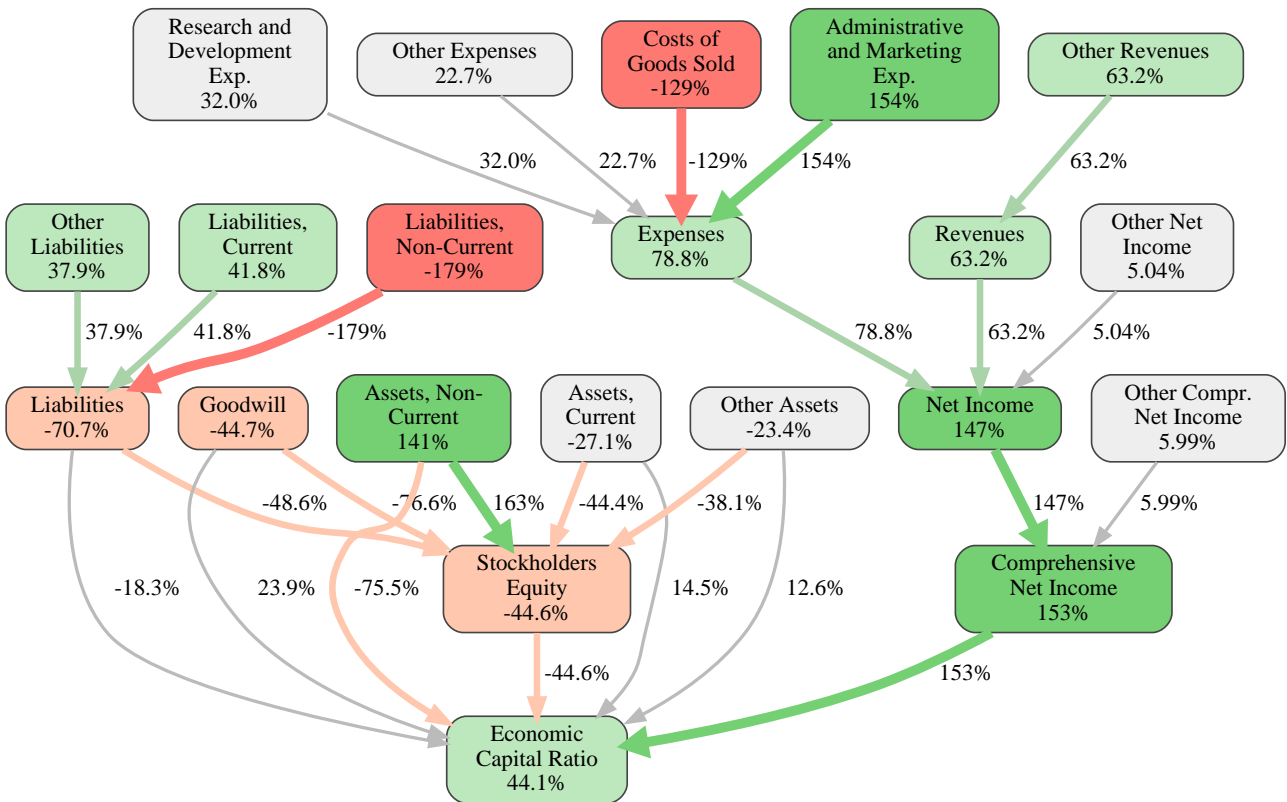 Research and
Development
Exp.
32.0%
Other Expenses
22.7%
Costs of
Goods Sold
-129%
Administrative
and Marketing
Exp.
154%
Other Revenues
63.2%
32.0%
22.7%
-129%
154%
63.2%
Other
Liabilities
37.9%
Liabilities,
Current
41.8%
Liabilities,
Non-Current
-179%
Expenses
78.8%
Revenues
63.2%
Other Net
Income
5.04%
37.9%
41.8%
-179%
78.8%
63.2%
5.04%
Liabilities
-70.7%
Goodwill
-44.7%
Assets, Non-
Current
141%
Assets,
Current
-27.1%
Other Assets
-23.4%
Net Income
147%
Other Compr.
Net Income
5.99%
-48.6%
-76.6%
163%
-44.4%
-38.1%
147%
5.99%
-18.3%
23.9%
-75.5%
Stockholders
Equity
-44.6%
14.5%
12.6%
Comprehensive
Net Income
153%
-44.6%
153%
Economic
Capital Ratio
44.1%